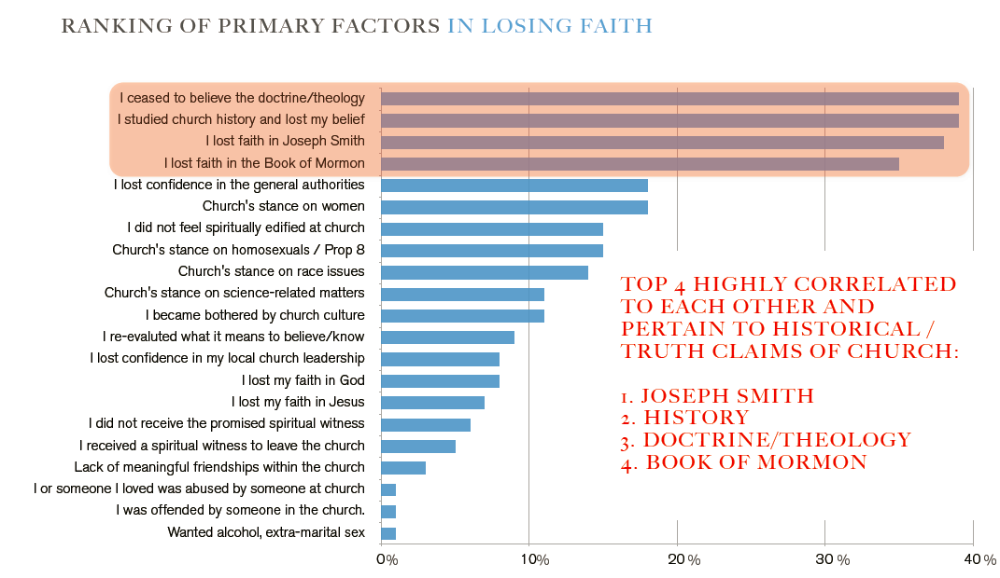 RANKING OF PRIMARY FACTORS IN LOSING FAITH
I ceased to believe the doctrine/theology
I studied church history and lost my belief
I lost faith in Joseph Smith
I lost faith in the Book of Mormon
I lost confidence in the general authorities
Church's stance on women
I did not feel spiritually edified at church
Church's stance on homosexuals / Prop 8
Church's stance on race issues
Church's stance on science-related matters
I became bothered by church culture
I re-evaluted what it means to believe/know
I lost confidence in my local church leadership
I lost my faith in God
I lost my faith in Jesus
I did not receive the promised spiritual witness
I received a spiritual witness to leave the church
Lack of meaningful friendships within the church
I or someone I loved was abused by someone at church
I was offended by someone in the church.
Wanted alcohol, extra-marital sex
0% 10% 20 % 30 % 40 %
TOP 4 HIGHLY CORRELATED
TO EACH OTHER AND
PERTAIN TO HISTORICAL /
TRUTH CLAIMS OF CHURCH:
1. JOSEPH SMITH
2. HISTORY
3. DOCTRINE/THEOLOGY
4. BOOK OF MORMON